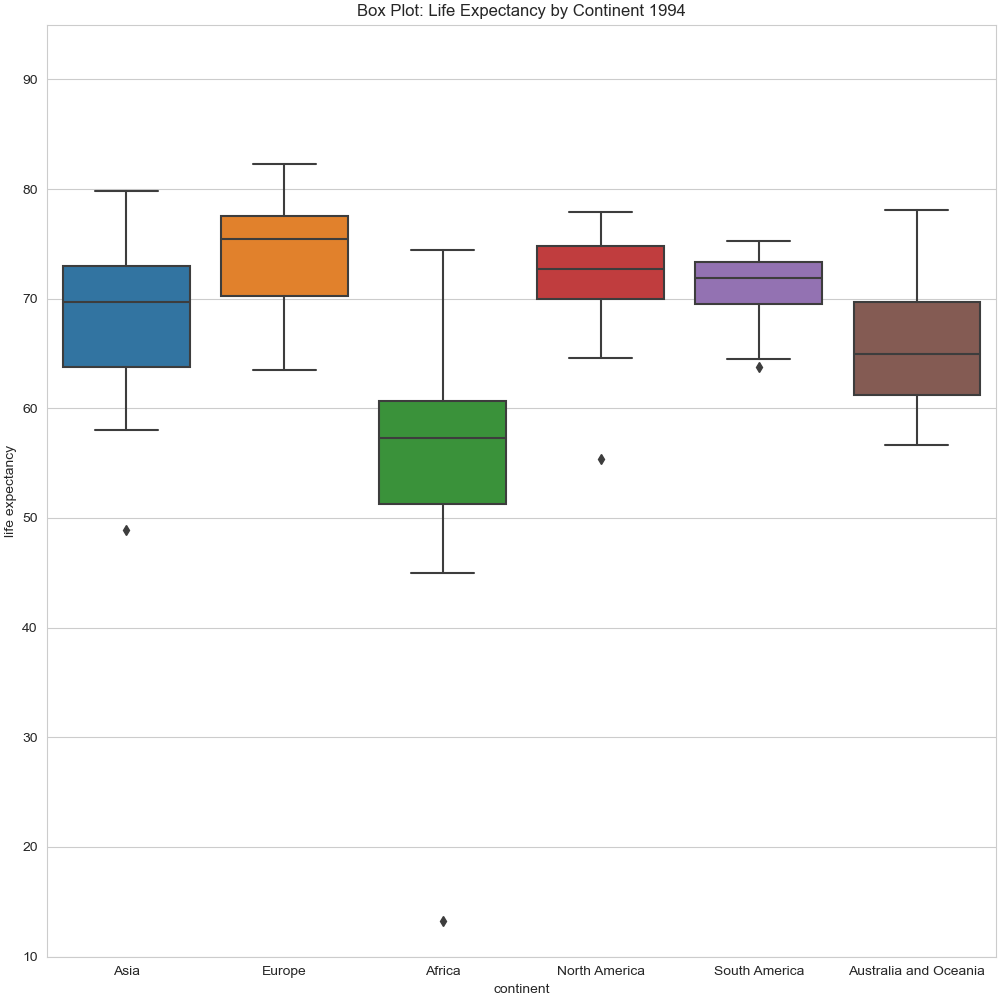 Box Plot: Life Expectancy by Continent 1994
90
80
70
60
50
40
30
20
10
life expectancy
Asia Europe Africa North America South America Australia and Oceania
continent